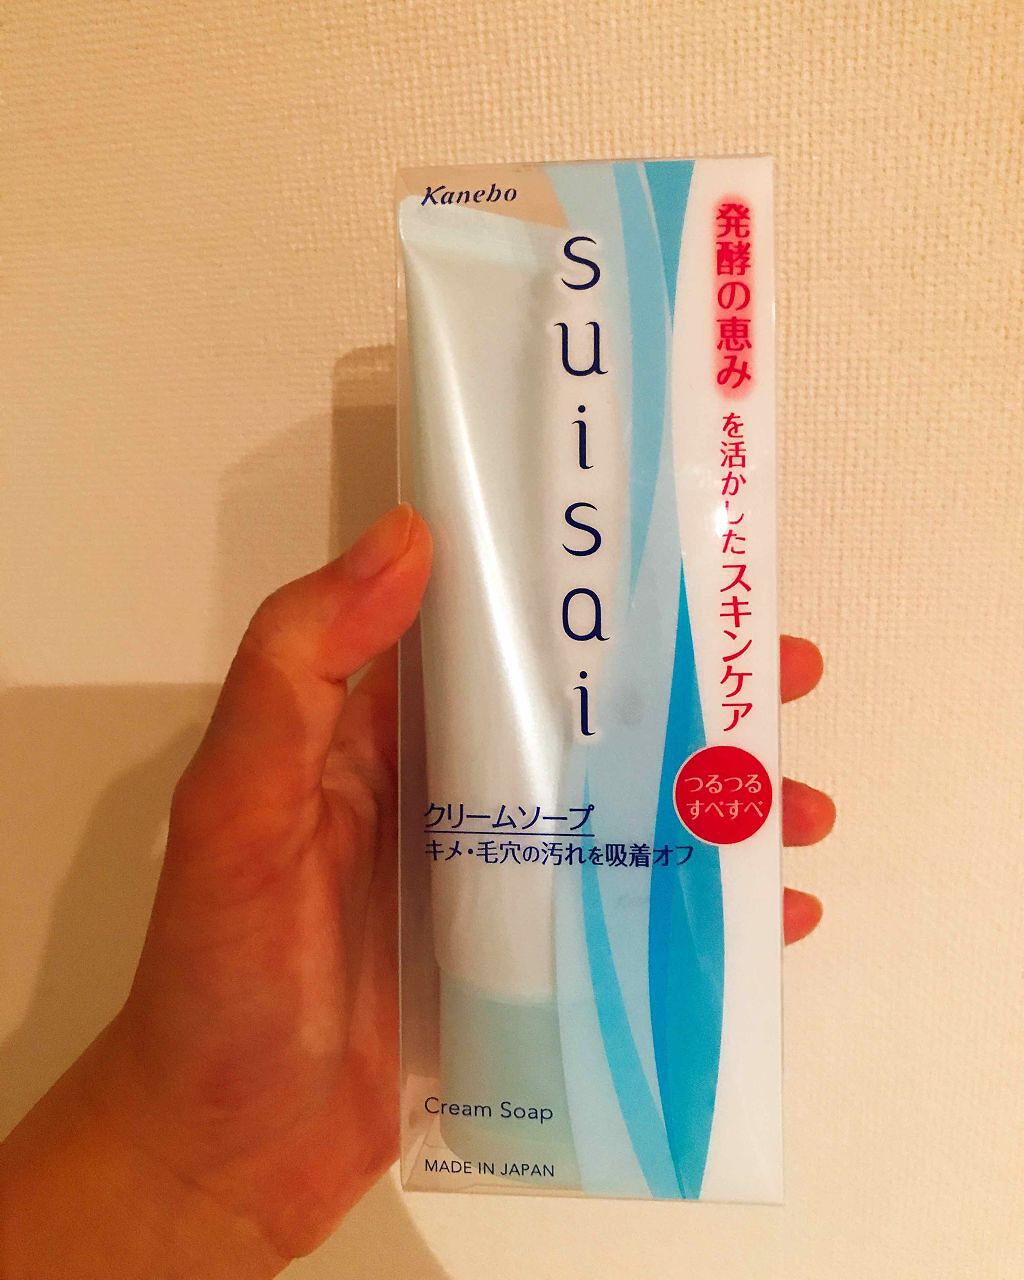 Kanebo
suisai
発酵の恵み
を活かしたスキンケア
つるつる
すべすべ
クリームソープ
キメ・毛穴の汚れを吸着オフ
Cream Soap
MADE IN JAPAN